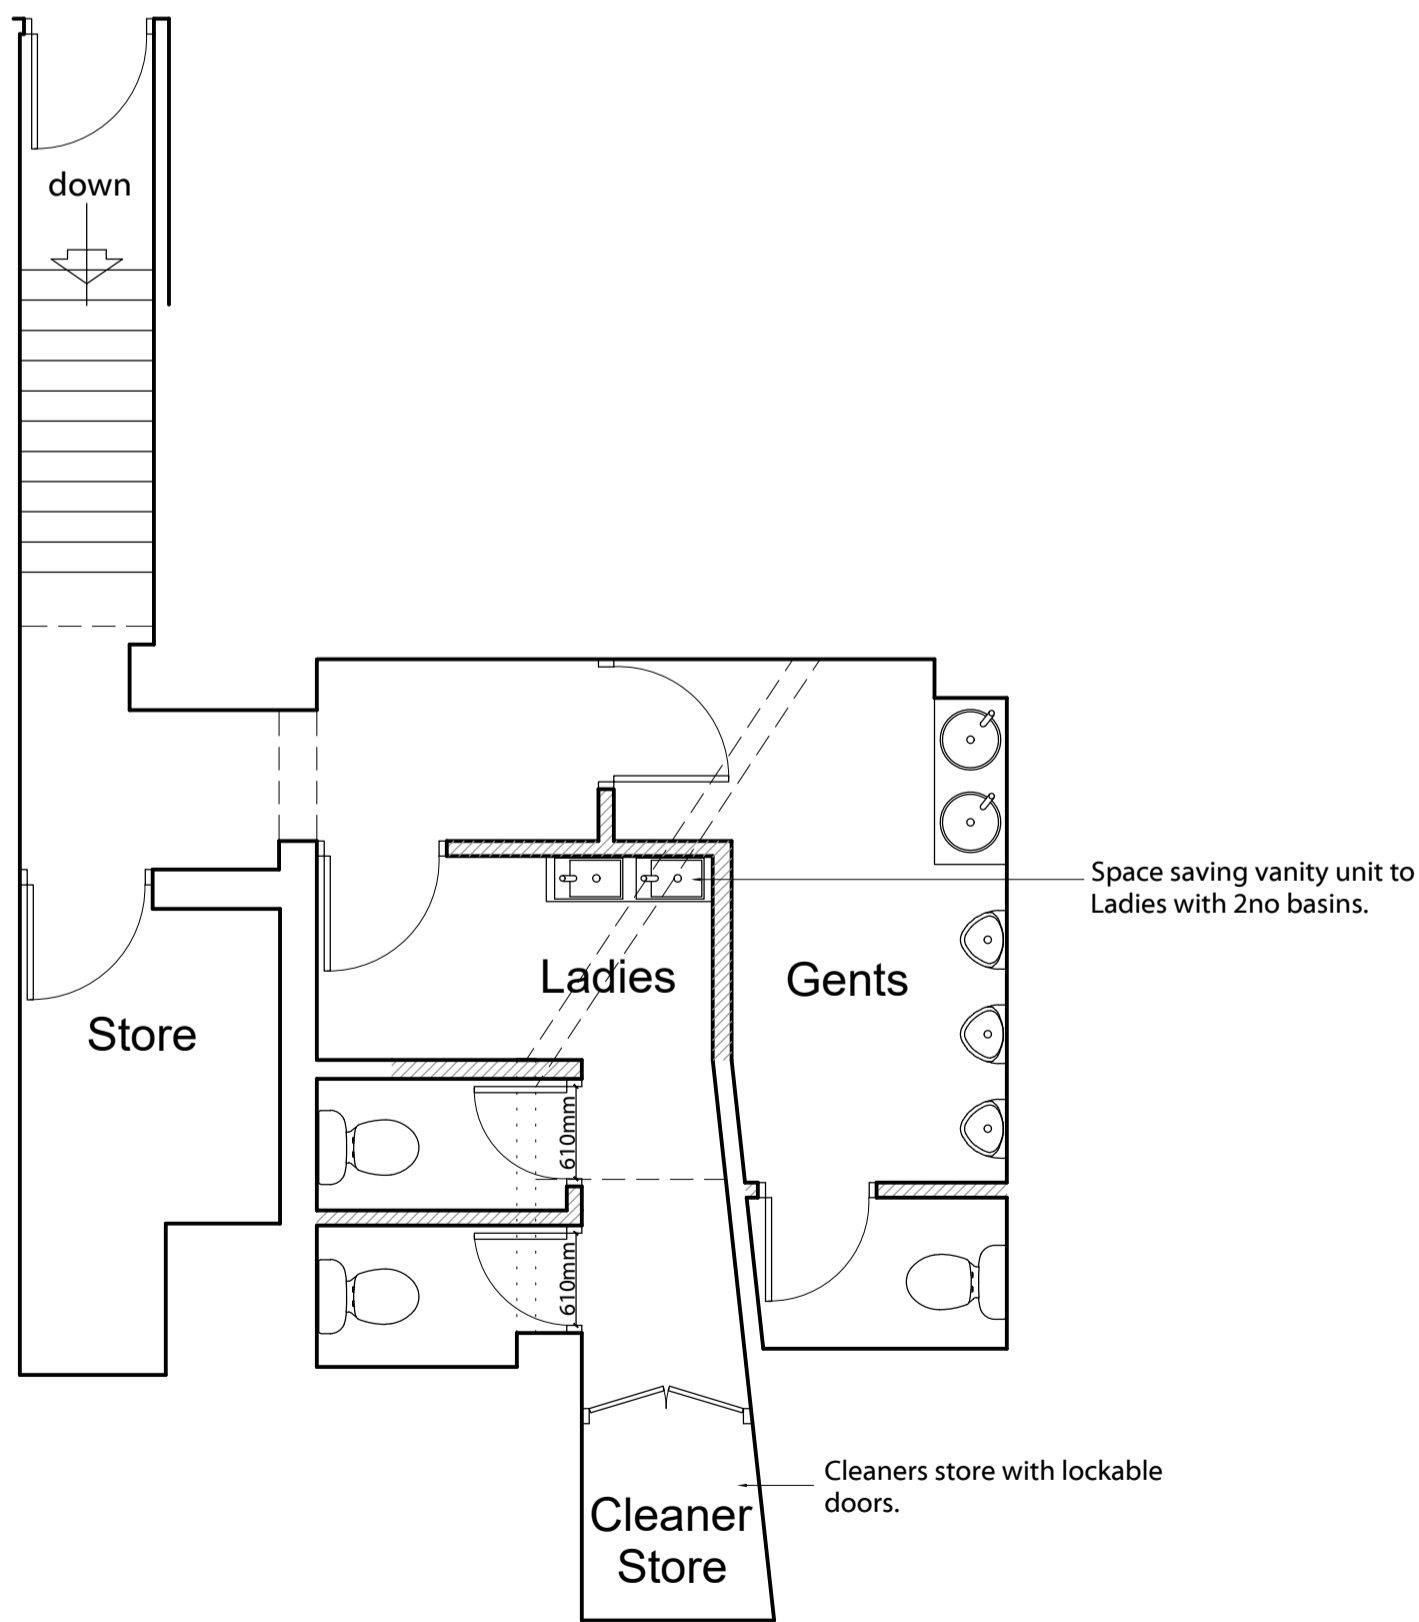 down
Space saving vanity unit to
Ladies with 2no basins.
Ladies
Gents
Store
610mm
610mm
Cleaners store with lockable
doors.
Cleaner
Store